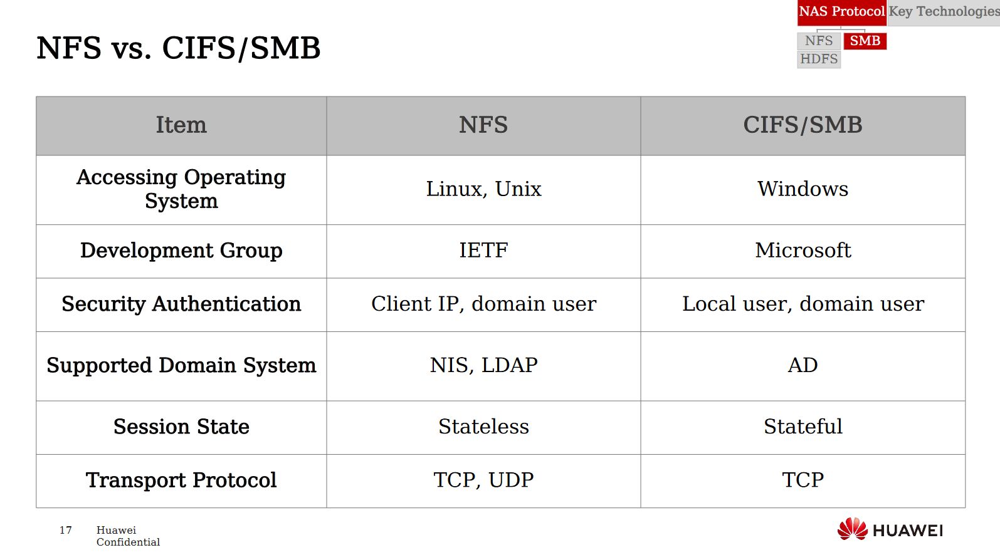 NAS Protocol Key Technologies
NFS SMB
HDFS
NFS vs. CIFS/SMB
Item NFS CIFS/SMB
Accessing Operating
System
Linux, Unix Windows
Development Group IETF Microsoft
Security Authentication Client IP, domain user Local user, domain user
Supported Domain System NIS, LDAP AD
Session State Stateless Stateful
Transport Protocol TCP, UDP TCP
17 Huawei
Confidential
HUAWEI